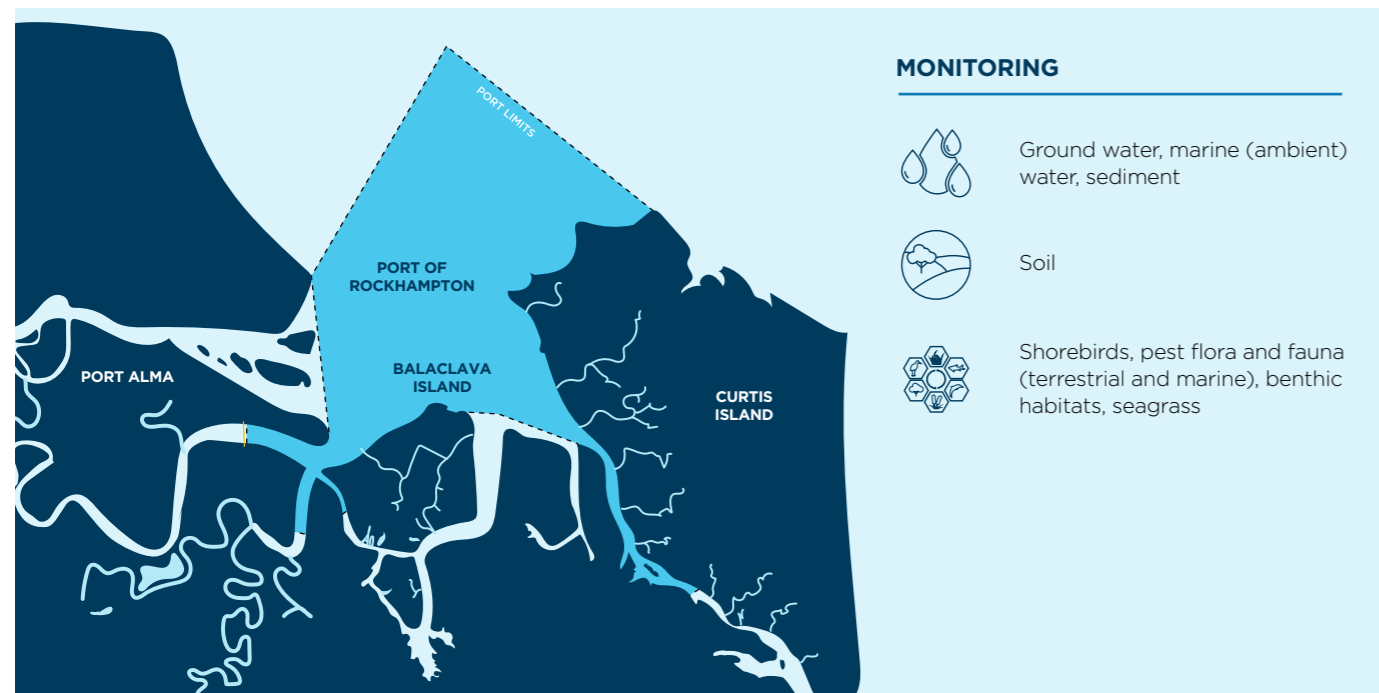 PORT LIMITS
PORT OF
ROCKHAMPTON
BALACLAVA
ISLAND
PORT ALMA
CURTIS
ISLAND
MONITORING
Ground water, marine (ambient)
water, sediment
Soil
Shorebirds, pest flora and fauna
(terrestrial and marine), benthic
habitats, seagrass